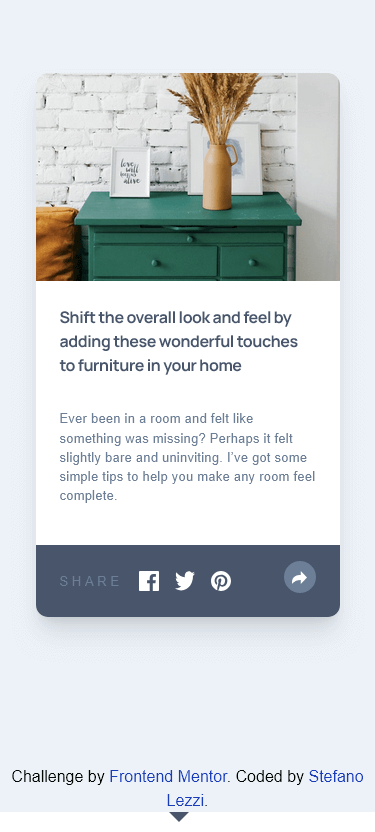 love
will
keep us
alive
Shift the overall look and feel by
adding these wonderful touches
to furniture in your home
Ever been in a room and felt like
something was missing? Perhaps it felt
slightly bare and uninviting. I’ve got some
simple tips to help you make any room feel
complete.
SHARE
Challenge by Frontend Mentor. Coded by Stefano
Lezzi.